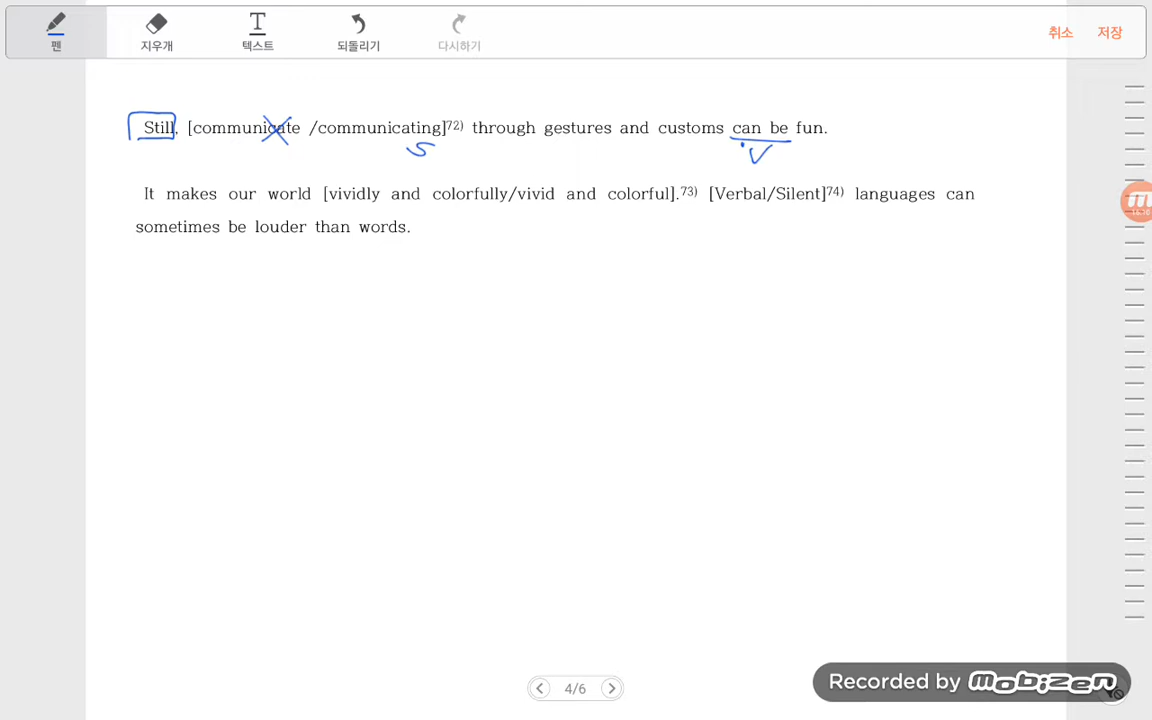 펜 지우개 텍스트 되돌리기 다시하기 취소 저장
Still, [communicate /communicating]72) through gestures and customs can be fun.
S V
It makes our world [vividly and colorfully/vivid and colorful].73) [Verbal/Silent]74) languages can
sometimes be louder than words.
4/6
Recorded by mobizen